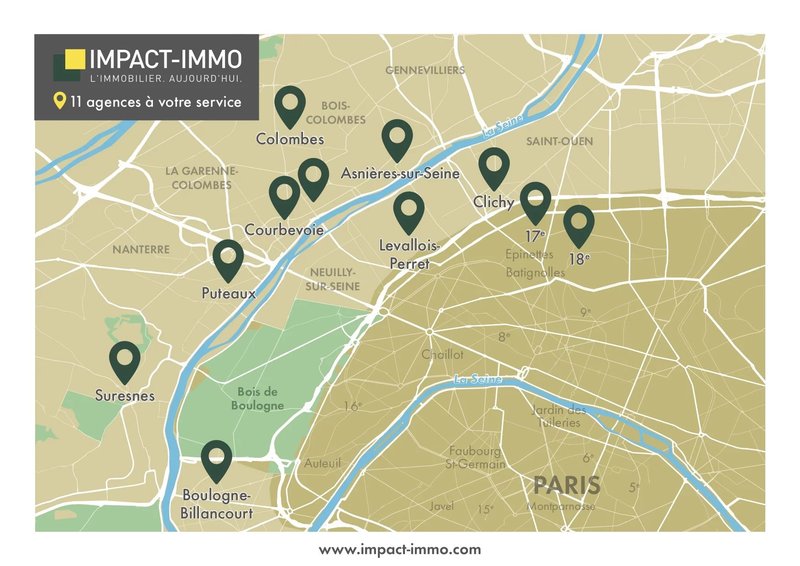 IMPACT-IMMO
L'IMMOBILIER. AUJOURD'HUI.
11 agences à votre service
GENNEVILLIERS
BOIS-
COLOMBES
Colombes
La Seine
SAINT-OUEN
Asnières-sur-Seine
LA GARENNE-
COLOMBES
Clichy
Courbevoie
17e
Levallois-
Perret
NANTERRE
Epinettes
Batignolles
18e
NEUILLY-
SUR-SEINE
Puteaux
9e
8e
Chaillot
La Seine
Suresnes
Bois de
Boulogne
16e
Jardin des
Tuileries
Faubourg
St-Germain
Auteuil
6e
PARIS
5e
Boulogne-
Billancourt
Javel
15e
Montparnasse
www.impact-immo.com